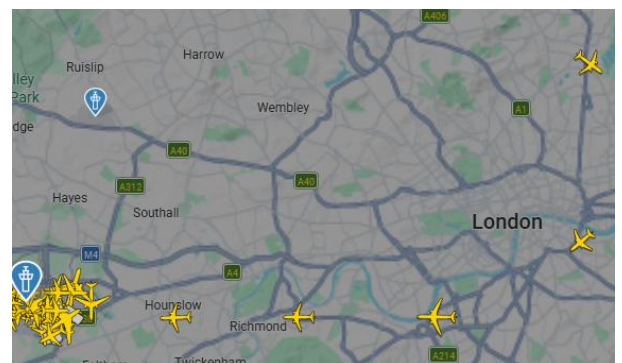 A406
Harrow
Ruislip
lley
Park
Wembley
A1
dge
A40
A40
A312
Hayes
Southall
London
M4
A4
Hounslow
Richmond
A214
Twickenham